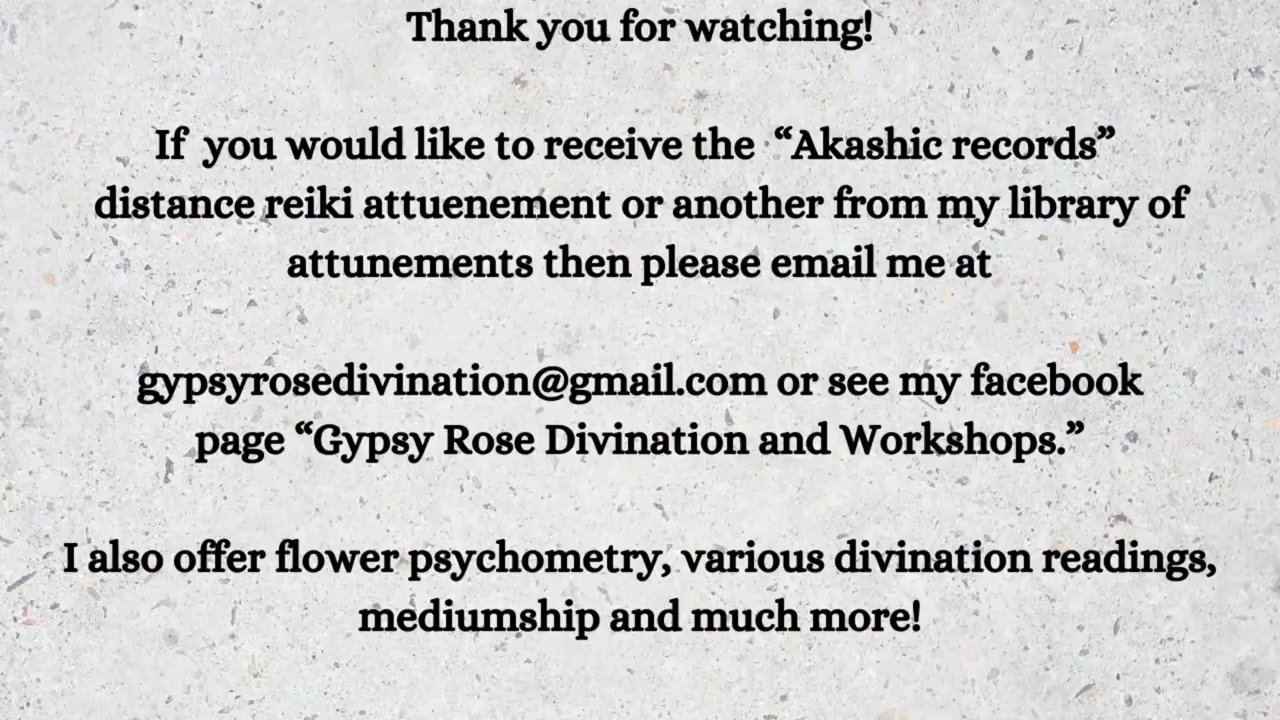 Thank you for watching!
If you would like to receive the “Akashic records”
distance reiki attuenement or another from my library of
attunements then please email me at
gypsyrosedivination@gmail.com or see my facebook
page “Gypsy Rose Divination and Workshops.”
I also offer flower psychometry, various divination readings,
mediumship and much more!